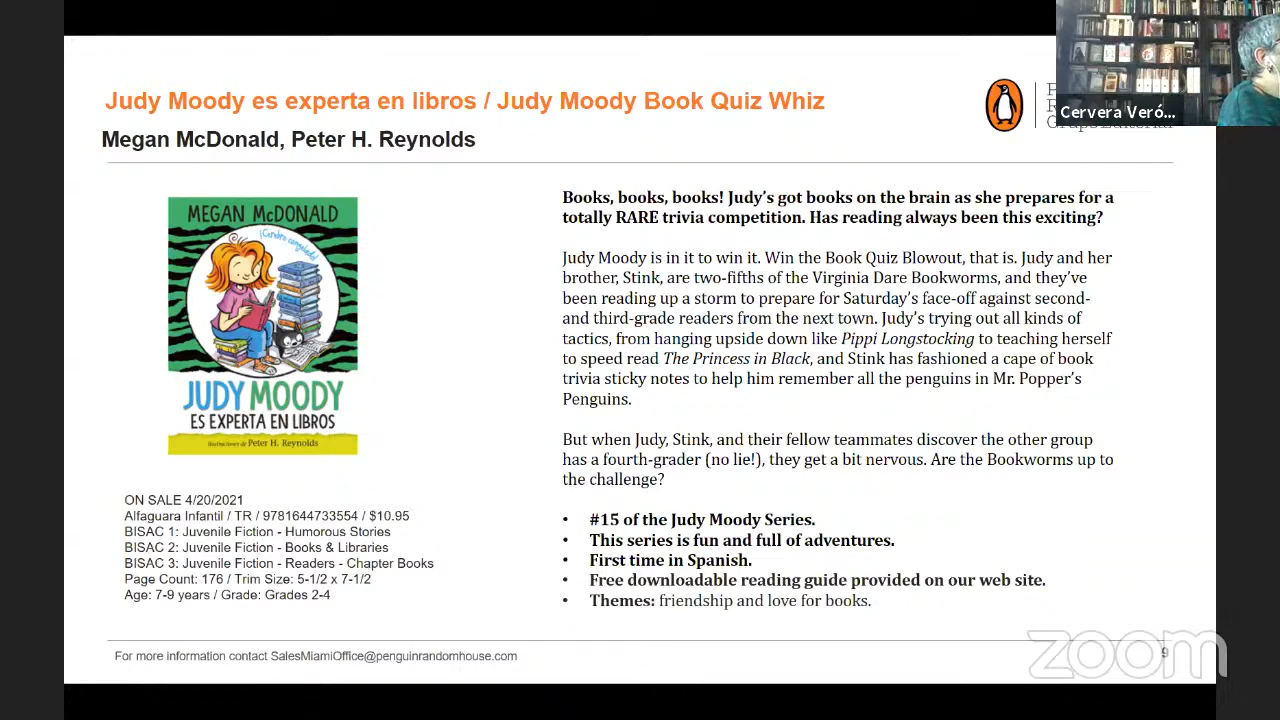 Judy Moody es experta en libros / Judy Moody Book Quiz Whiz
Megan McDonald, Peter H. Reynolds
Cervera Veró...
MEGAN McDONALD
¡Cerebro congelado!
JUDY MOODY
ES EXPERTA EN LIBROS
Ilustraciones de Peter H. Reynolds
ON SALE 4/20/2021
Alfaguara Infantil / TR / 9781644733554 / $10.95
BISAC 1: Juvenile Fiction - Humorous Stories
BISAC 2: Juvenile Fiction - Books & Libraries
BISAC 3: Juvenile Fiction - Readers - Chapter Books
Page Count: 176 / Trim Size: 5-1/2 x 7-1/2
Age: 7-9 years / Grade: Grades 2-4
Books, books, books! Judy's got books on the brain as she prepares for a
totally RARE trivia competition. Has reading always been this exciting?
Judy Moody is in it to win it. Win the Book Quiz Blowout, that is. Judy and her
brother, Stink, are two-fifths of the Virginia Dare Bookworms, and they've
been reading up a storm to prepare for Saturday's face-off against second-
and third-grade readers from the next town. Judy's trying out all kinds of
tactics, from hanging upside down like Pippi Longstocking to teaching herself
to speed read The Princess in Black, and Stink has fashioned a cape of book
trivia sticky notes to help him remember all the penguins in Mr. Popper's
Penguins.
But when Judy, Stink, and their fellow teammates discover the other group
has a fourth-grader (no lie!), they get a bit nervous. Are the Bookworms up to
the challenge?
• #15 of the Judy Moody Series.
• This series is fun and full of adventures.
• First time in Spanish.
• Free downloadable reading guide provided on our web site.
• Themes: friendship and love for books.
For more information contact SalesMiamiOffice@penguinrandomhouse.com
9
zoom